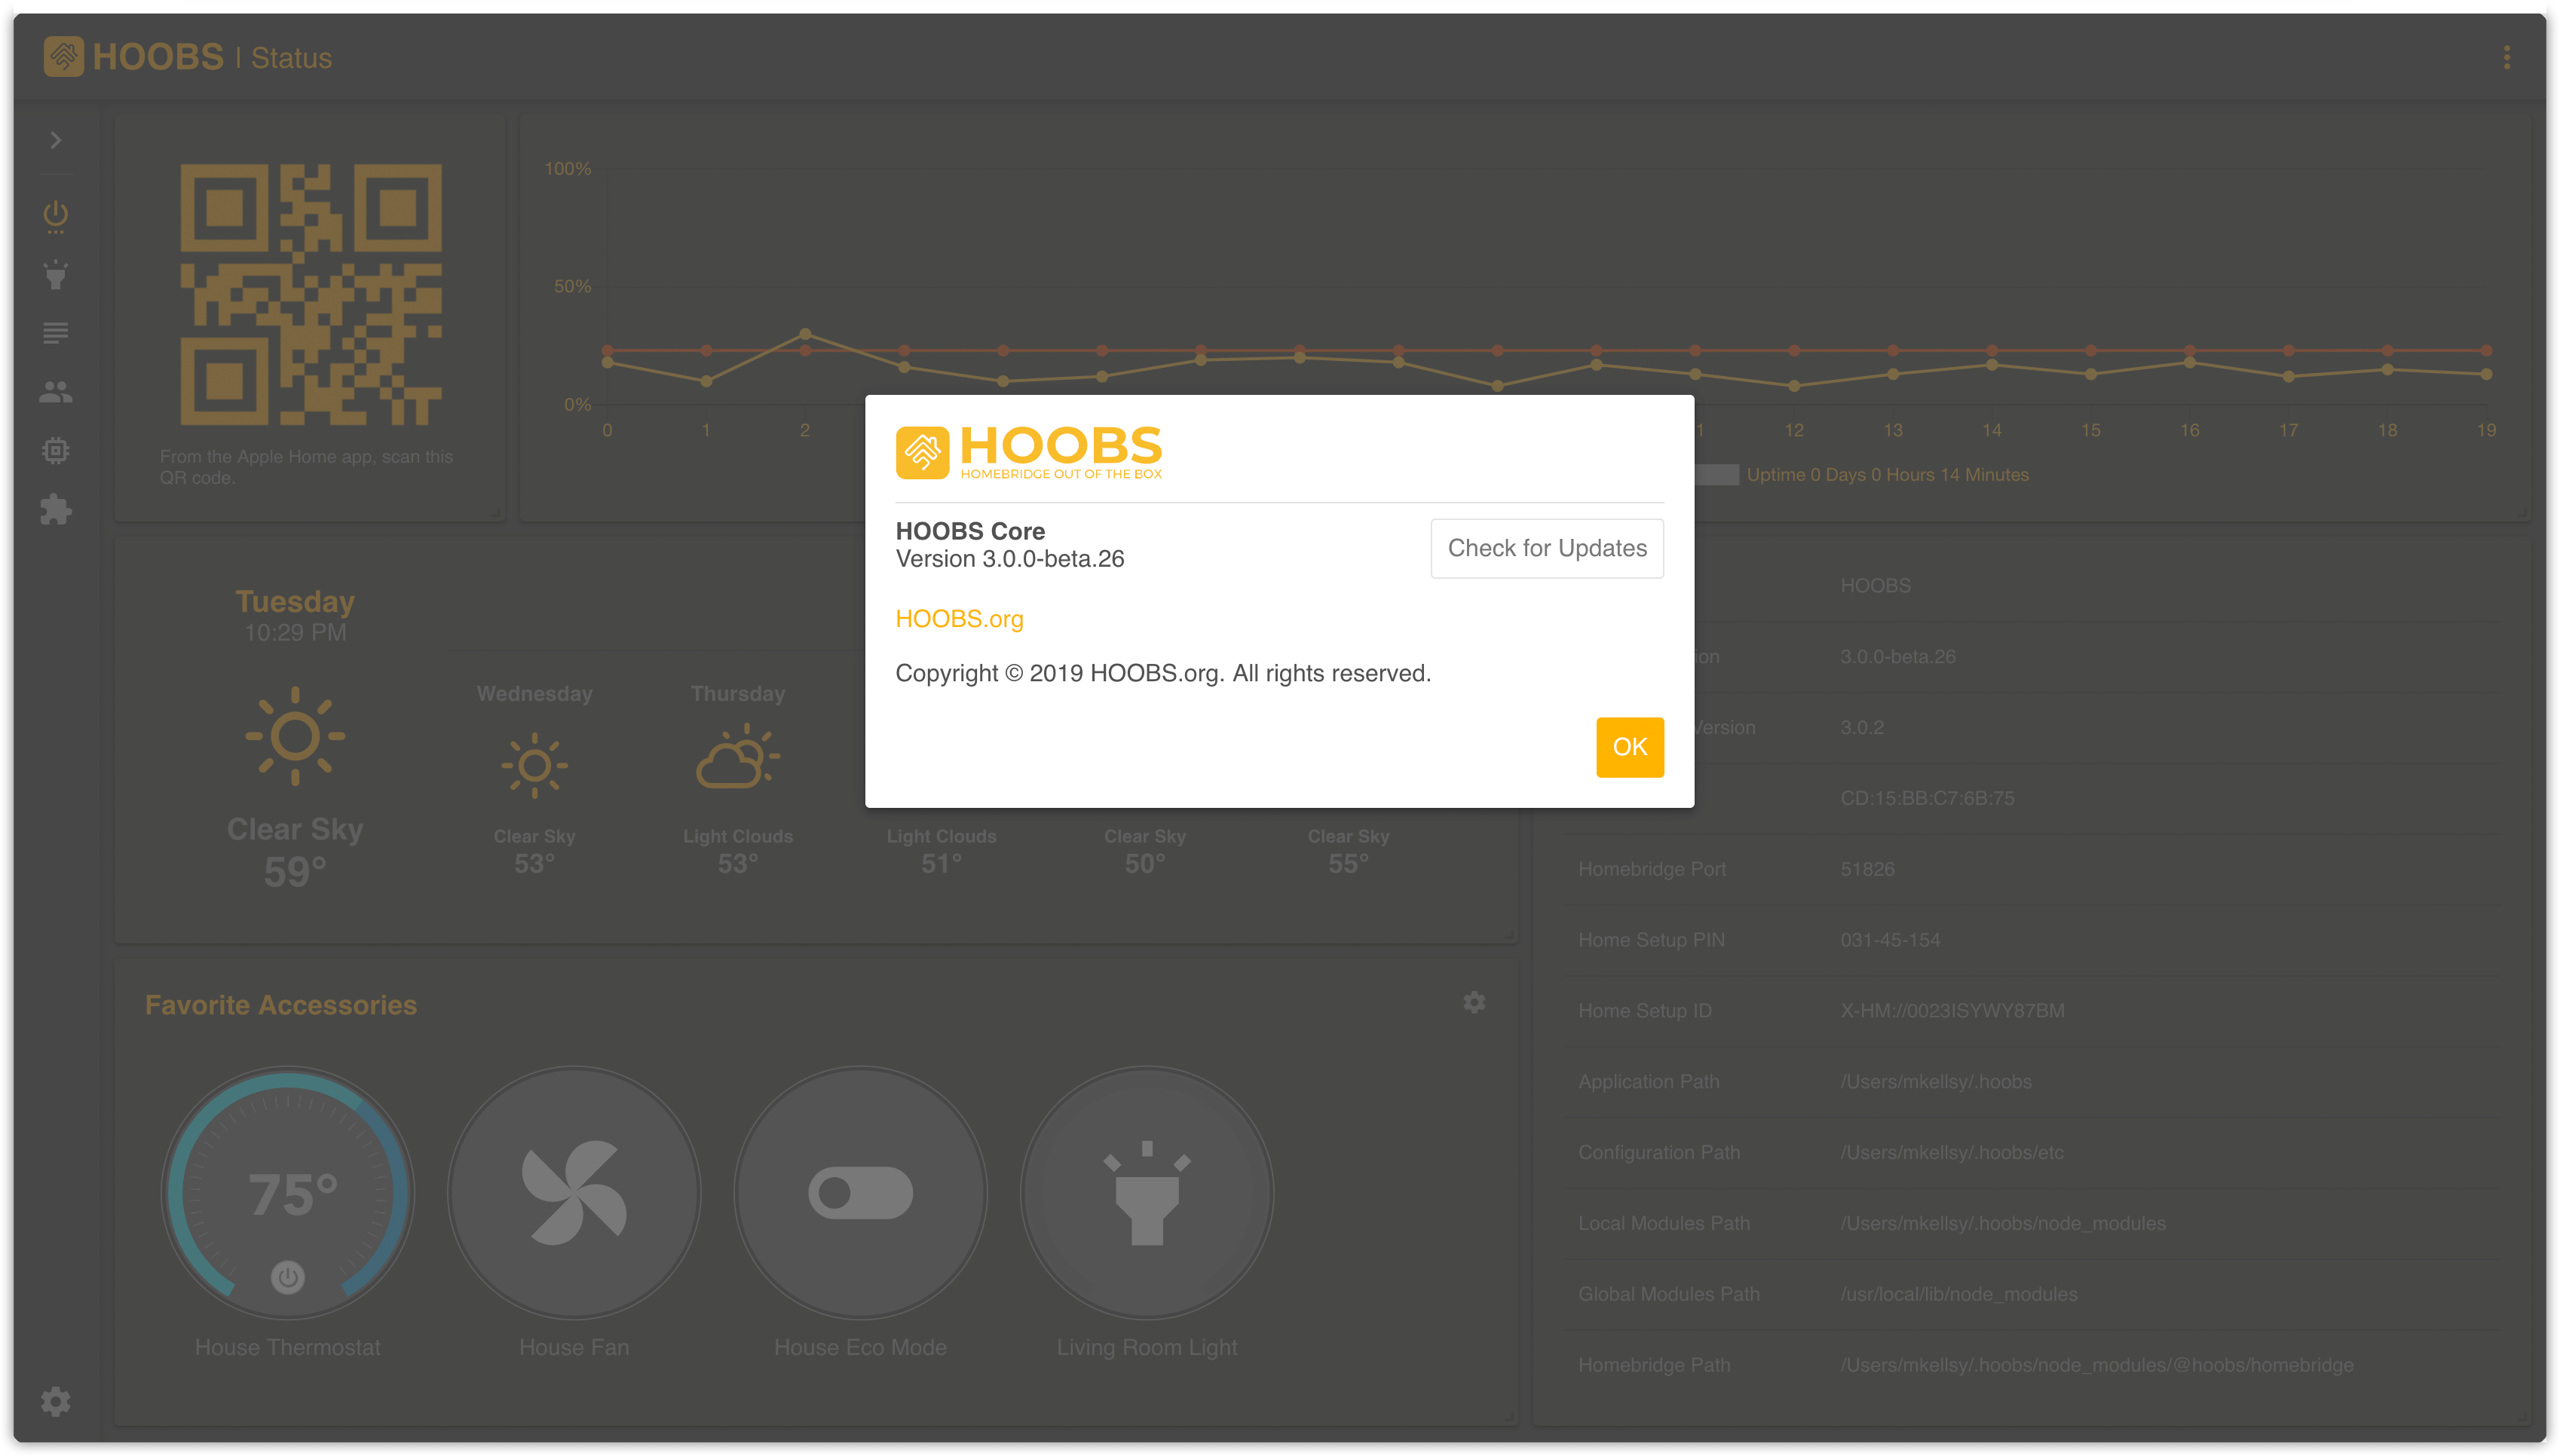 HOOBS | Status
100%
50%
0%
0 1 2 12 13 14 15 16 17 18 19
From the Apple Home app, scan this
QR code.
Uptime 0 Days 0 Hours 14 Minutes
HOOBS
HOMEBRIDGE OUT OF THE BOX
HOOBS Core
Version 3.0.0-beta.26
Check for Updates
HOOBS.org
Copyright © 2019 HOOBS.org. All rights reserved.
OK
Tuesday
10:29 PM
Clear Sky
59°
Wednesday
Clear Sky
53°
Thursday
Light Clouds
53°
Light Clouds
51°
Clear Sky
50°
Clear Sky
55°
HOOBS
3.0.0-beta.26
Version 3.0.2
CD:15:BB:C7:6B:75
Homebridge Port 51826
Home Setup PIN 031-45-154
Home Setup ID X-HM://0023ISYWY87BM
Application Path /Users/mkellsy/.hoobs
Configuration Path /Users/mkellsy/.hoobs/etc
Local Modules Path /Users/mkellsy/.hoobs/node_modules
Global Modules Path /usr/local/lib/node_modules
Homebridge Path /Users/mkellsy/.hoobs/node_modules/@hoobs/homebridge
Favorite Accessories
75°
House Thermostat
House Fan
House Eco Mode
Living Room Light